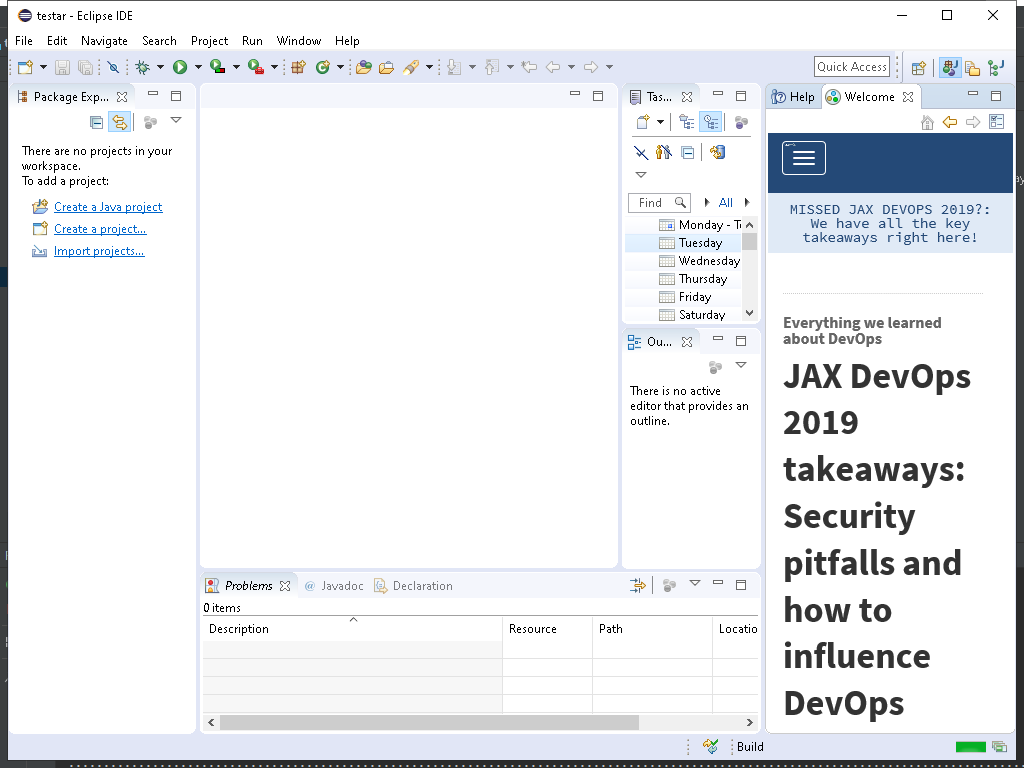 testar - Eclipse IDE
File Edit Navigate Search Project Run Window Help
Quick Access
Package Exp...
There are no projects in your
workspace.
To add a project:
Create a Java project
Create a project...
Import projects...
Tas...
Find
All
Monday - T
Tuesday
Wednesday
Thursday
Friday
Saturday
Ou...
There is no active
editor that provides an
outline.
Help
Welcome
MISSED JAX DEVOPS 2019?:
We have all the key
takeaways right here!
Everything we learned
about DevOps
JAX DevOps
2019
takeaways:
Security
pitfalls and
how to
influence
DevOps
Problems
Javadoc
Declaration
0 items
Description Resource Path Locatio
Build